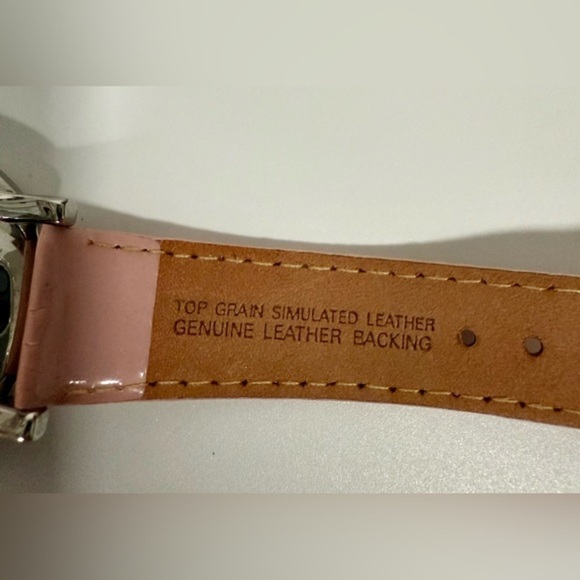 TOP GRAIN SIMULATED LEATHER
GENUINE LEATHER BACKING